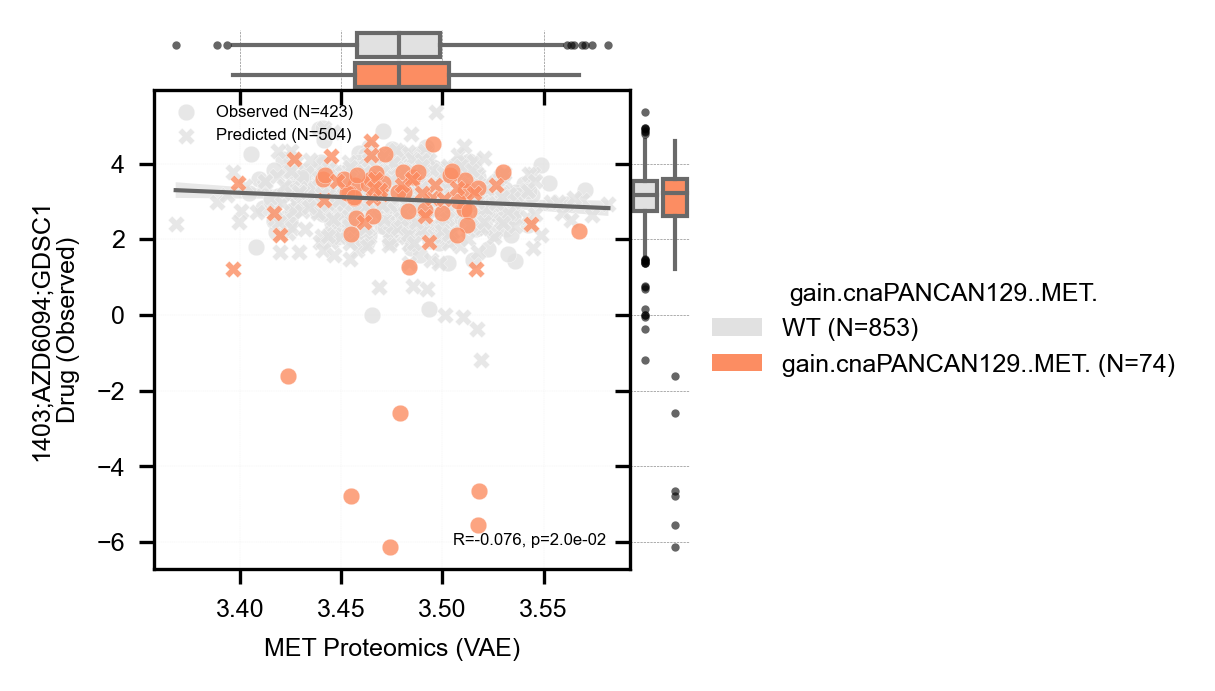 Observed (N=423)
Predicted (N=504)
4
2
0
−2
−4
−6
1403;AZD6094;GDSC1
Drug (Observed)
R=-0.076, p=2.0e-02
3.40 3.45 3.50 3.55
MET Proteomics (VAE)
gain.cnaPANCAN129..MET.
WT (N=853)
gain.cnaPANCAN129..MET. (N=74)